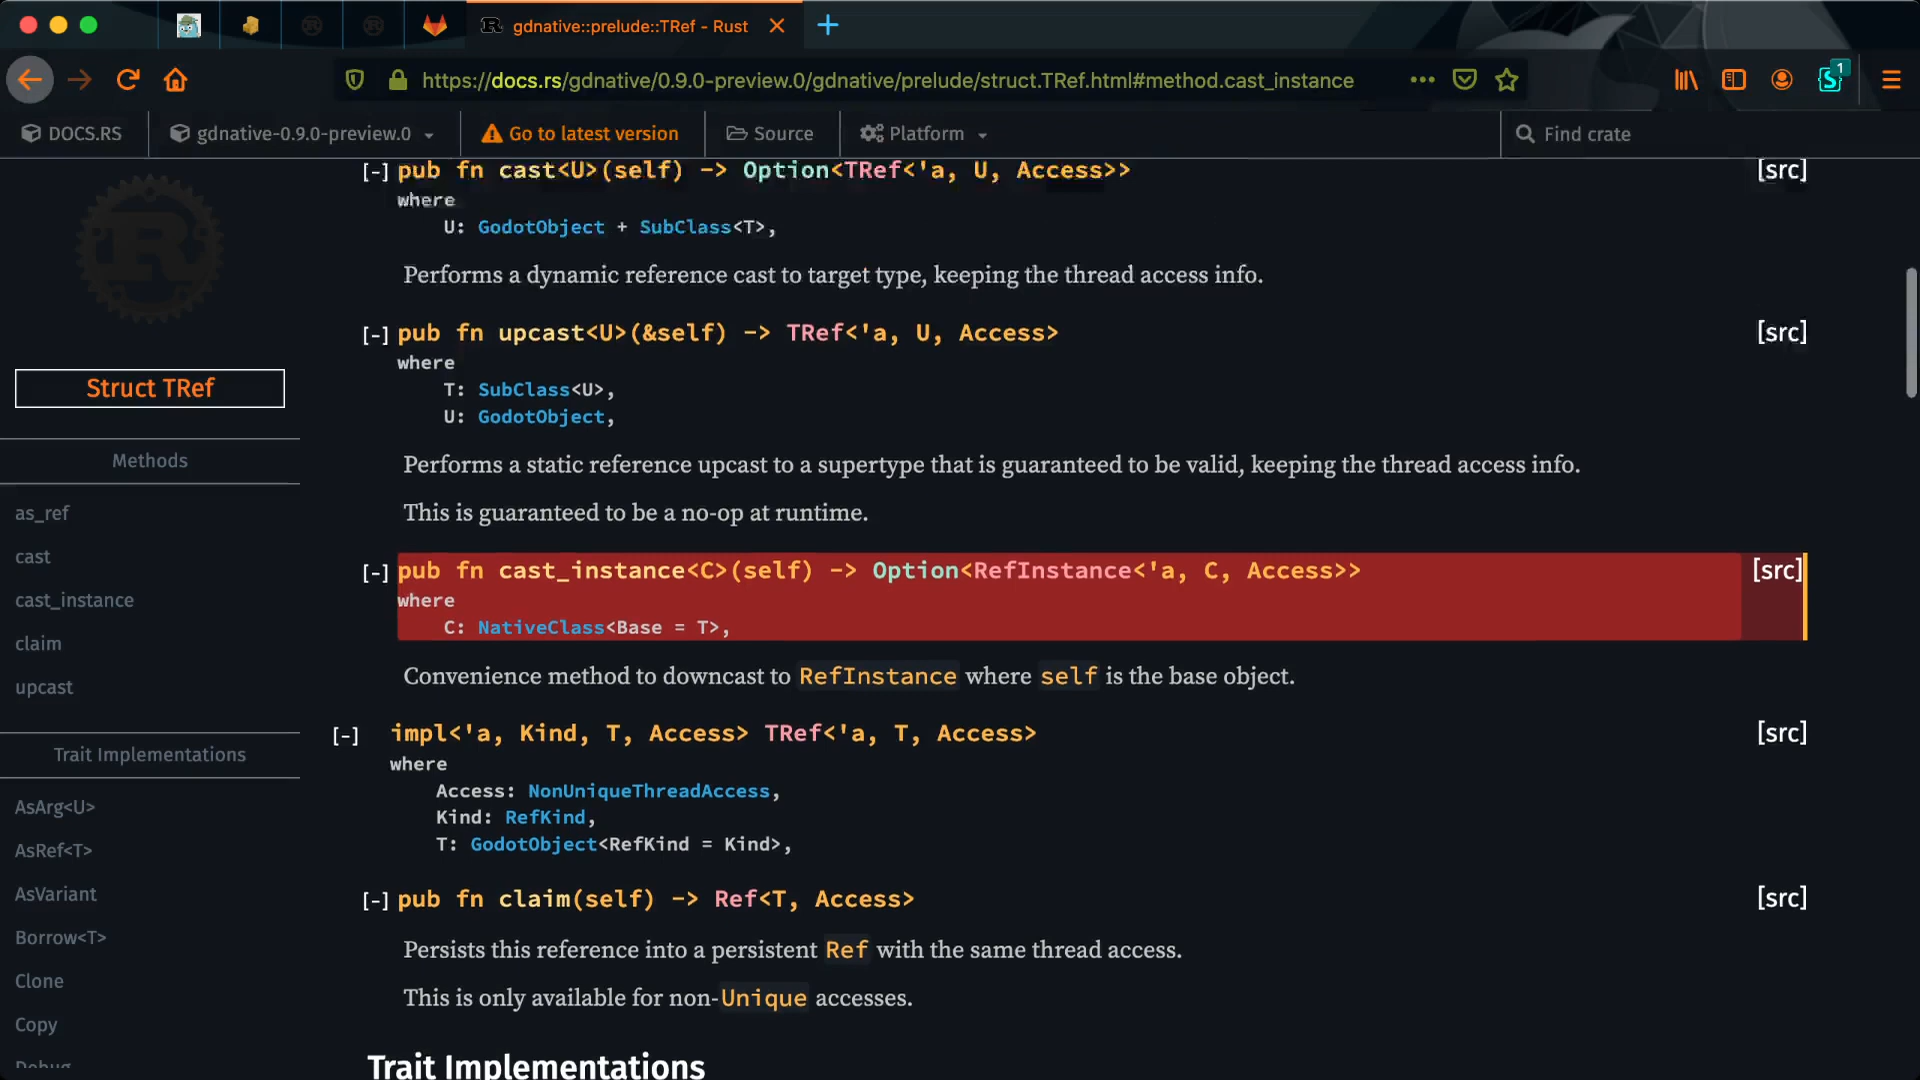 gdnative::prelude::TRef - Rust
https://docs.rs/gdnative/0.9.0-preview.0/gdnative/prelude/struct.TRef.html#method.cast_instance
1
DOCS.RS
gdnative-0.9.0-preview.0
Go to latest version
Source
Platform
Find crate
Struct TRef
Methods
as_ref
cast
cast_instance
claim
upcast
Trait Implementations
AsArg<U>
AsRef<T>
AsVariant
Borrow<T>
Clone
Copy
Debug
[-] pub fn cast<U>(self) -> Option<TRef<'a, U, Access>> [src]
where
U: GodotObject + SubClass<T>,
Performs a dynamic reference cast to target type, keeping the thread access info.
[-] pub fn upcast<U>(&self) -> TRef<'a, U, Access> [src]
where
T: SubClass<U>,
U: GodotObject,
Performs a static reference upcast to a supertype that is guaranteed to be valid, keeping the thread access info.
This is guaranteed to be a no-op at runtime.
[-] pub fn cast_instance<C>(self) -> Option<RefInstance<'a, C, Access>> [src]
where
C: NativeClass<Base = T>,
Convenience method to downcast to RefInstance where self is the base object.
[-] impl<'a, Kind, T, Access> TRef<'a, T, Access> [src]
where
Access: NonUniqueThreadAccess,
Kind: RefKind,
T: GodotObject<RefKind = Kind>,
[-] pub fn claim(self) -> Ref<T, Access> [src]
Persists this reference into a persistent Ref with the same thread access.
This is only available for non-Unique accesses.
Trait Implementations